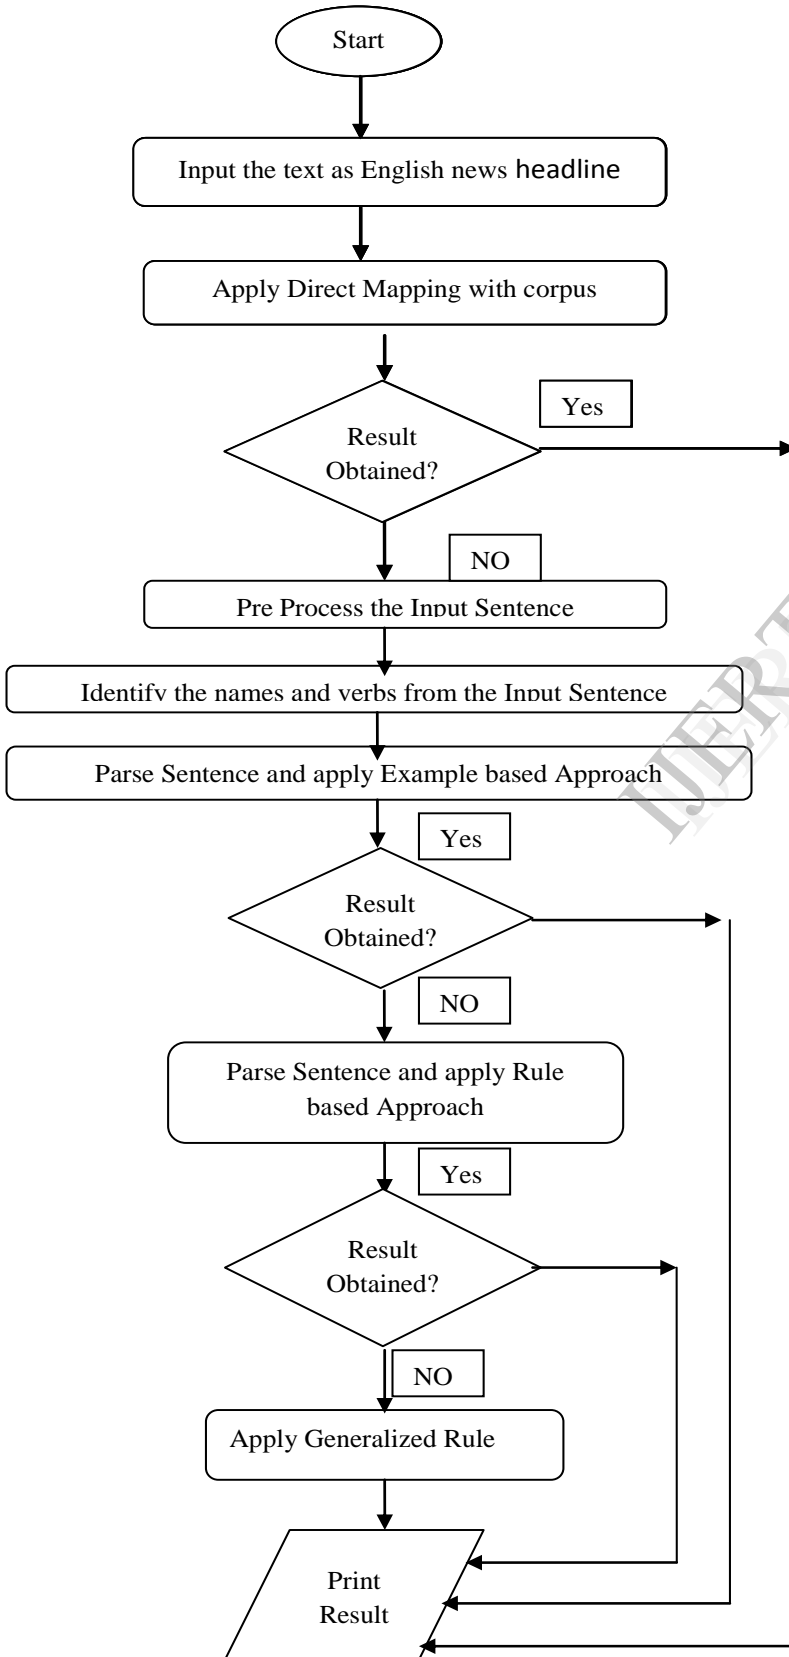 Start
Input the text as English news headline
Apply Direct Mapping with corpus
Yes
Result
Obtained?
NO
Pre Process the Input Sentence
Identify the names and verbs from the Input Sentence
IJERT
Parse Sentence and apply Example based Approach
Yes
Result
Obtained?
NO
Parse Sentence and apply Rule
based Approach
Yes
Result
Obtained?
NO
Apply Generalized Rule
Print
Result